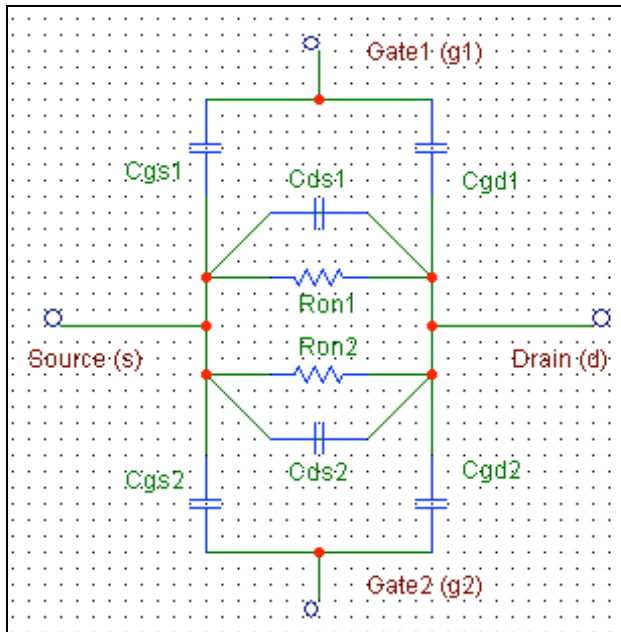 Gate1 (g1)
Cgs1
Cds1
Cgd1
Ron1
Source (s)
Ron2
Drain (d)
Cgs2
Cds2
Cgd2
Gate2 (g2)